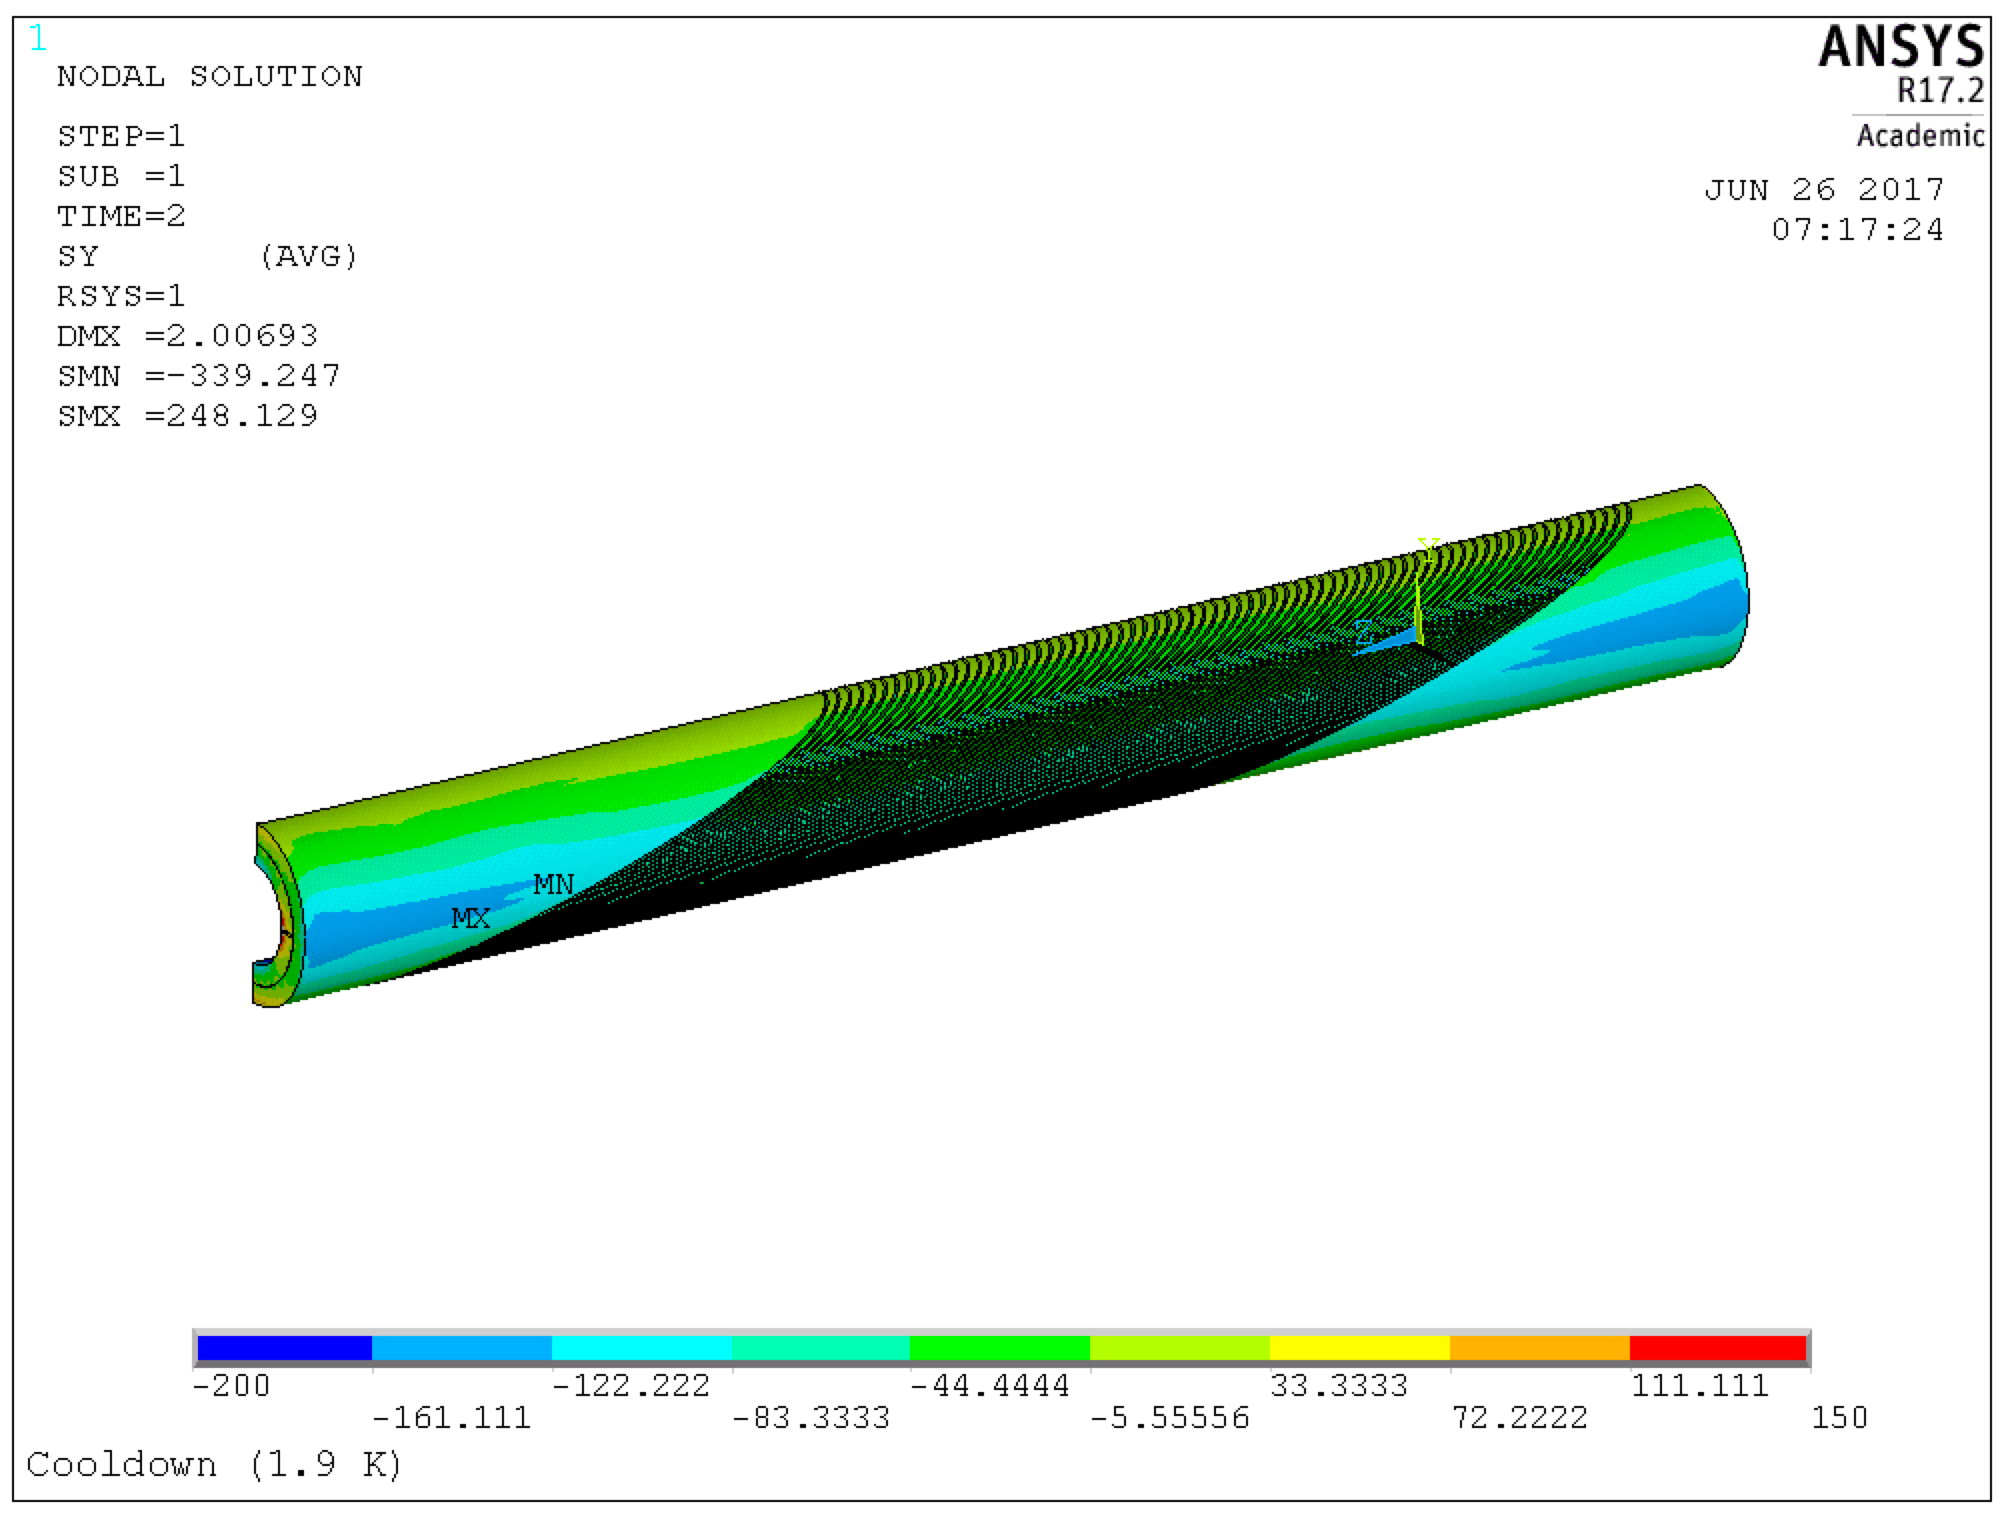 1
ANSYS
R17.2
Academic
JUN 26 2017
07:17:24
NODAL SOLUTION
STEP=1
SUB =1
TIME=2
SY (AVG)
RSYS=1
DMX =2.00693
SMN =-339.247
SMX =248.129
Y
Z
MN
MX
-200 -122.222 -44.4444 33.3333 111.111
-161.111 -83.3333 -5.55556 72.2222 150
Cooldown (1.9 K)